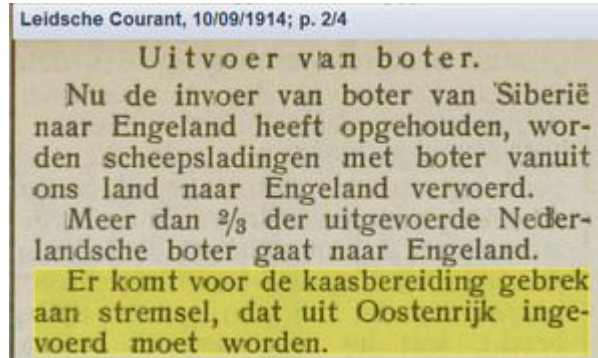 Leidsche Courant, 10/09/1914; p. 2/4
Uitvoer van boter.
Nu de invoer van boter van Siberië
naar Engeland heeft opgehouden, wor-
den scheepsladingen met boter vanuit
ons land naar Engeland vervoerd.
Meer dan 2/3 der uitgevoerde Neder-
landsche boter gaat naar Engeland.
Er komt voor de kaasbereiding gebrek
aan stremsel, dat uit Oostenrijk inge-
voerd moet worden.